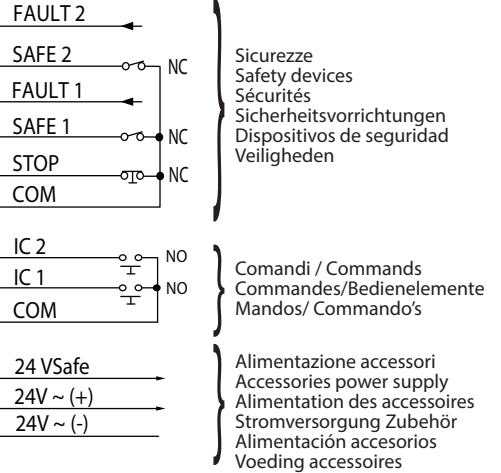 FAULT 2
SAFE 2
NC
FAULT 1
SAFE 1
NC
STOP
NC
COM
Sicurezze
Safety devices
Sécurités
Sicherheitsvorrichtungen
Dispositivos de seguridad
Veiligheden
IC 2
NO
IC 1
NO
COM
Comandi / Commands
Commandes/Bedienelemente
Mandos/ Commando's
24 VSafe
24V ~ (+)
24V ~ (-)
Alimentazione accessori
Accessories power supply
Alimentation des accessoires
Stromversorgung Zubehör
Alimentación accesorios
Voeding accessoires